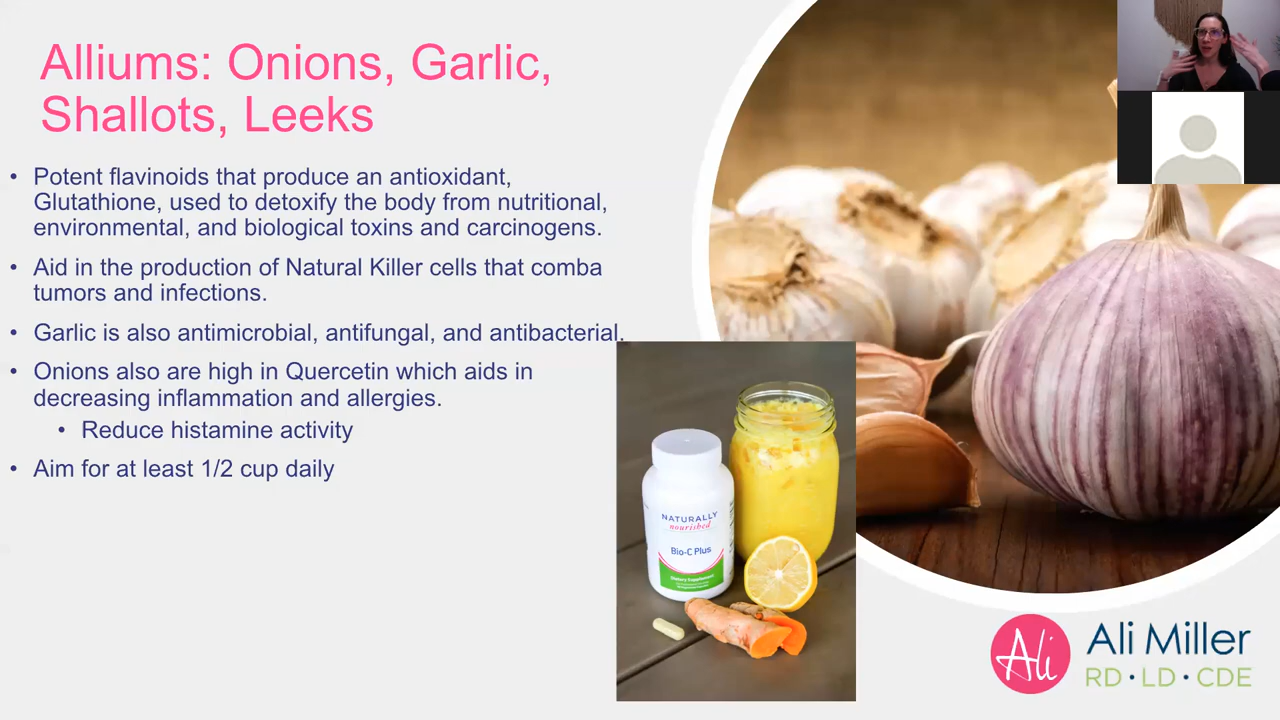 Alliums: Onions, Garlic,
Shallots, Leeks
• Potent flavinoids that produce an antioxidant,
Glutathione, used to detoxify the body from nutritional,
environmental, and biological toxins and carcinogens.
• Aid in the production of Natural Killer cells that comba
tumors and infections.
• Garlic is also antimicrobial, antifungal, and antibacterial.
• Onions also are high in Quercetin which aids in
decreasing inflammation and allergies.
• Reduce histamine activity
• Aim for at least 1/2 cup daily
NATURALLY
nourished
Bio-C Plus
Dietary Supplement
Ali
Ali Miller
RD • LD • CDE